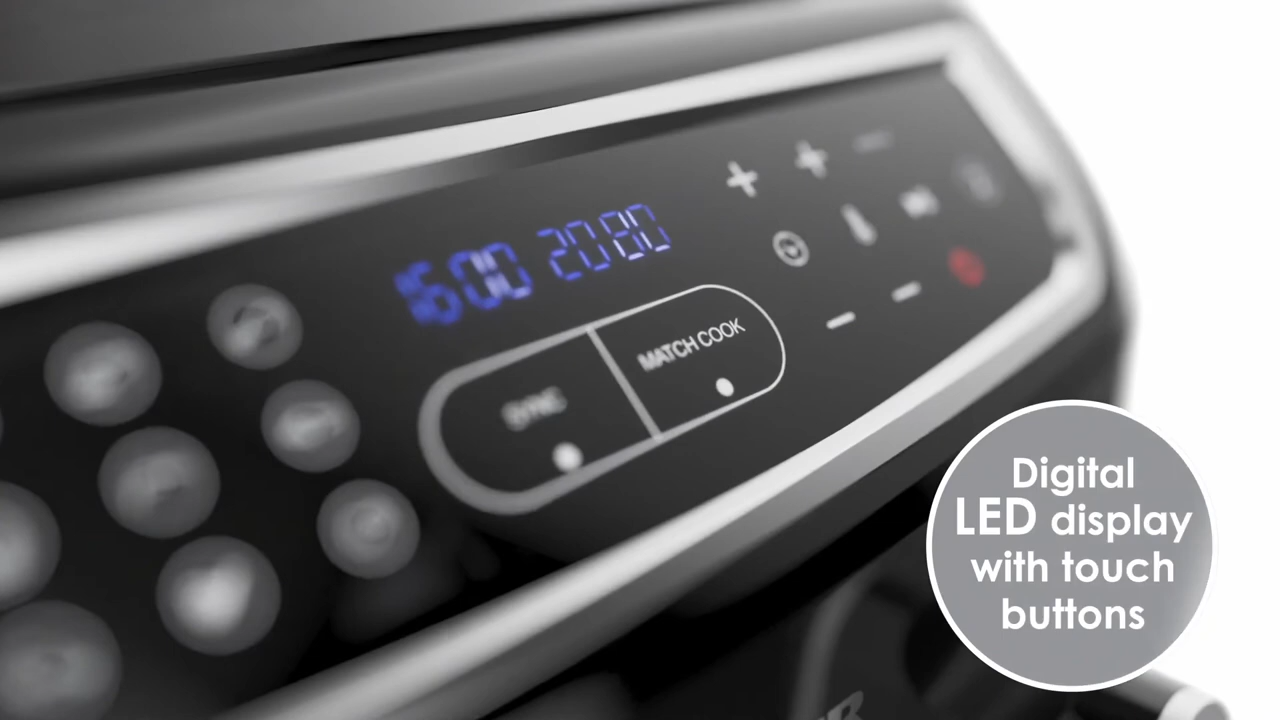 MATCH COOK
SYNC
Digital
LED display
with touch
buttons